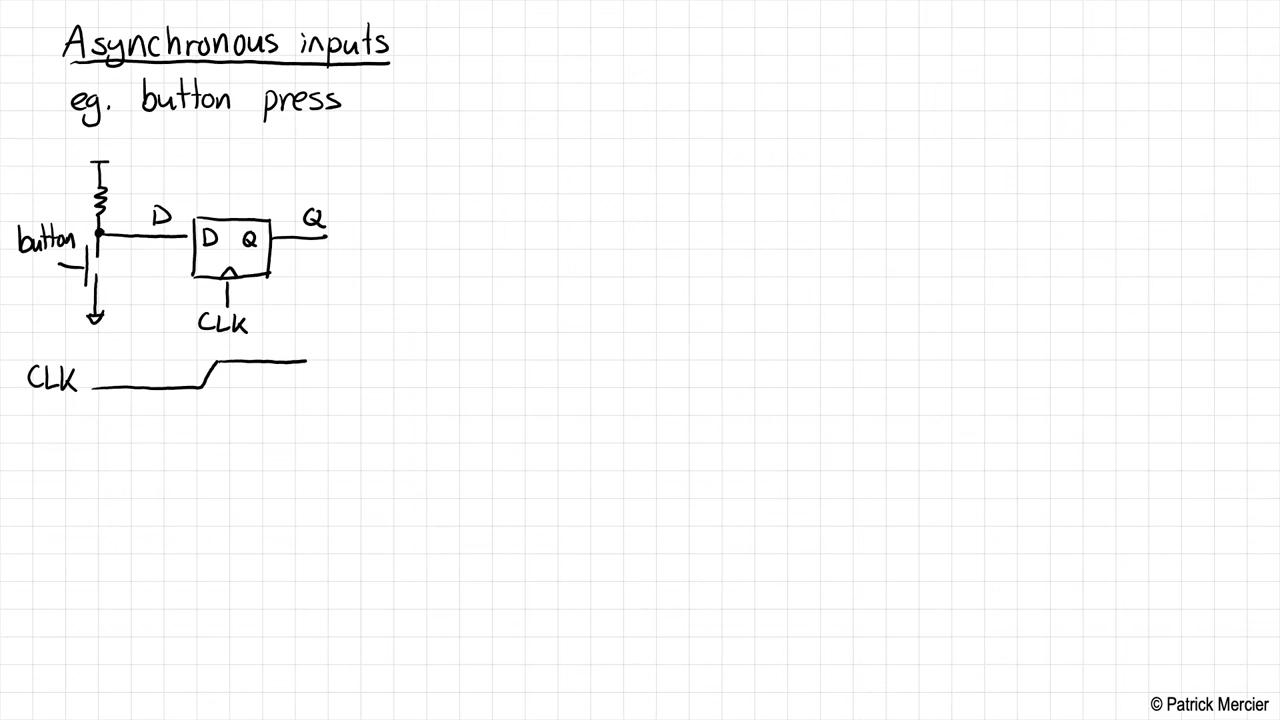 Asynchronous inputs
eg. button press
button
D
D Q
Q
CLK
CLK
© Patrick Mercier